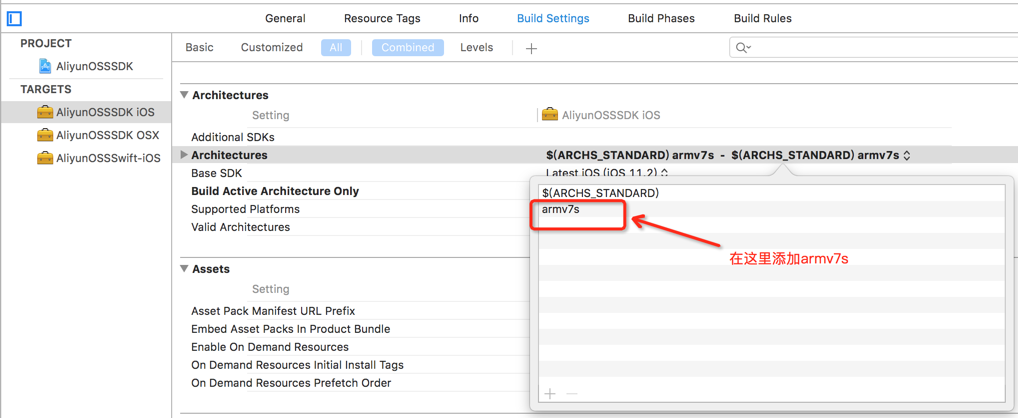 General Resource Tags Info Build Settings Build Phases Build Rules
PROJECT
AliyunOSSSDK
TARGETS
AliyunOSSSDK iOS
AliyunOSSSDK OSX
AliyunOSSSwift-iOS
Basic Customized All Combined Levels
Architectures
Setting AliyunOSSSDK iOS
Additional SDKs
Architectures $(ARCHS_STANDARD) armv7s - $(ARCHS_STANDARD) armv7s
Base SDK Latest iOS (iOS 11.2)
Build Active Architecture Only
Supported Platforms
Valid Architectures
$(ARCHS_STANDARD)
armv7s
在这里添加armv7s
Assets
Setting
Asset Pack Manifest URL Prefix
Embed Asset Packs In Product Bundle
Enable On Demand Resources
On Demand Resources Initial Install Tags
On Demand Resources Prefetch Order